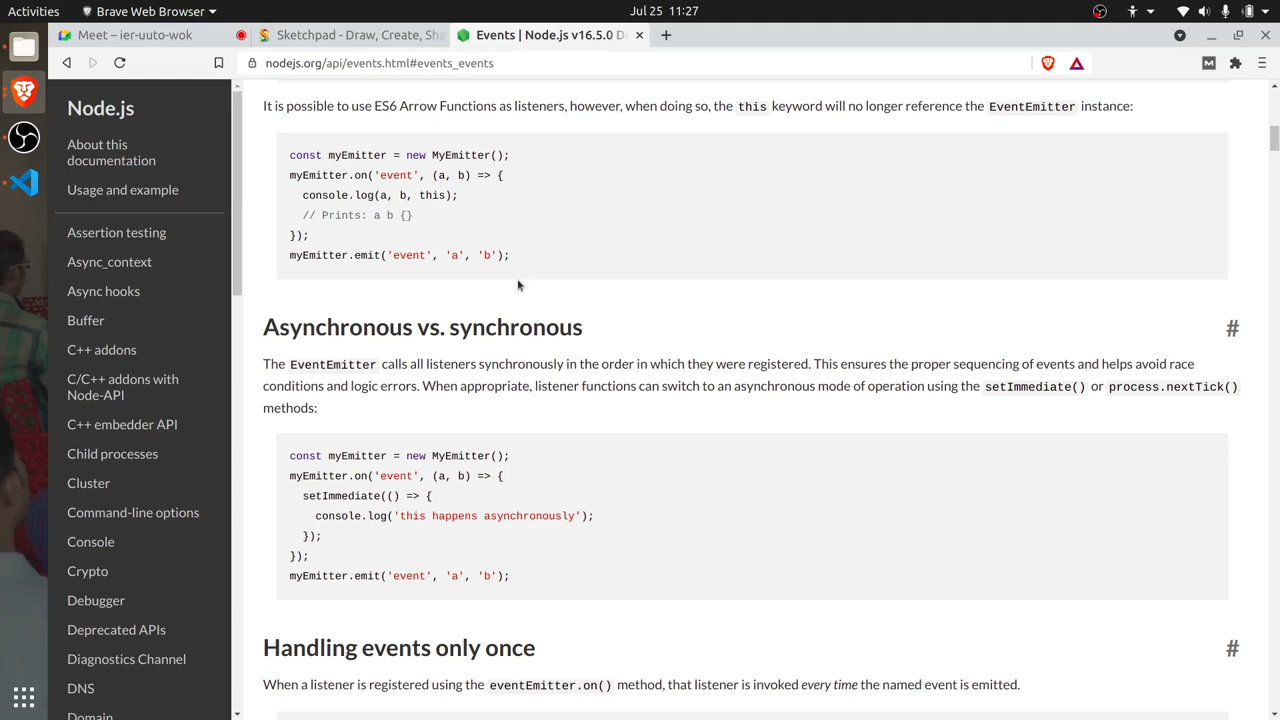 Activities
Brave Web Browser
Jul 25 11:27
Meet – ier-uuto-wok
Sketchpad - Draw, Create, Sha
Events | Node.js v16.5.0 D
nodejs.org/api/events.html#events_events
Node.js
About this
documentation
Usage and example
Assertion testing
Async_context
Async hooks
Buffer
C++ addons
C/C++ addons with
Node-API
C++ embedder API
Child processes
Cluster
Command-line options
Console
Crypto
Debugger
Deprecated APIs
Diagnostics Channel
DNS
Domain
It is possible to use ES6 Arrow Functions as listeners, however, when doing so, the this keyword will no longer reference the EventEmitter instance:
const myEmitter = new MyEmitter();
myEmitter.on('event', (a, b) => {
console.log(a, b, this);
// Prints: a b {}
});
myEmitter.emit('event', 'a', 'b');
Asynchronous vs. synchronous
#
The EventEmitter calls all listeners synchronously in the order in which they were registered. This ensures the proper sequencing of events and helps avoid race
conditions and logic errors. When appropriate, listener functions can switch to an asynchronous mode of operation using the setImmediate() or process.nextTick()
methods:
const myEmitter = new MyEmitter();
myEmitter.on('event', (a, b) => {
setImmediate(() => {
console.log('this happens asynchronously');
});
});
myEmitter.emit('event', 'a', 'b');
Handling events only once
#
When a listener is registered using the eventEmitter.on() method, that listener is invoked every time the named event is emitted.